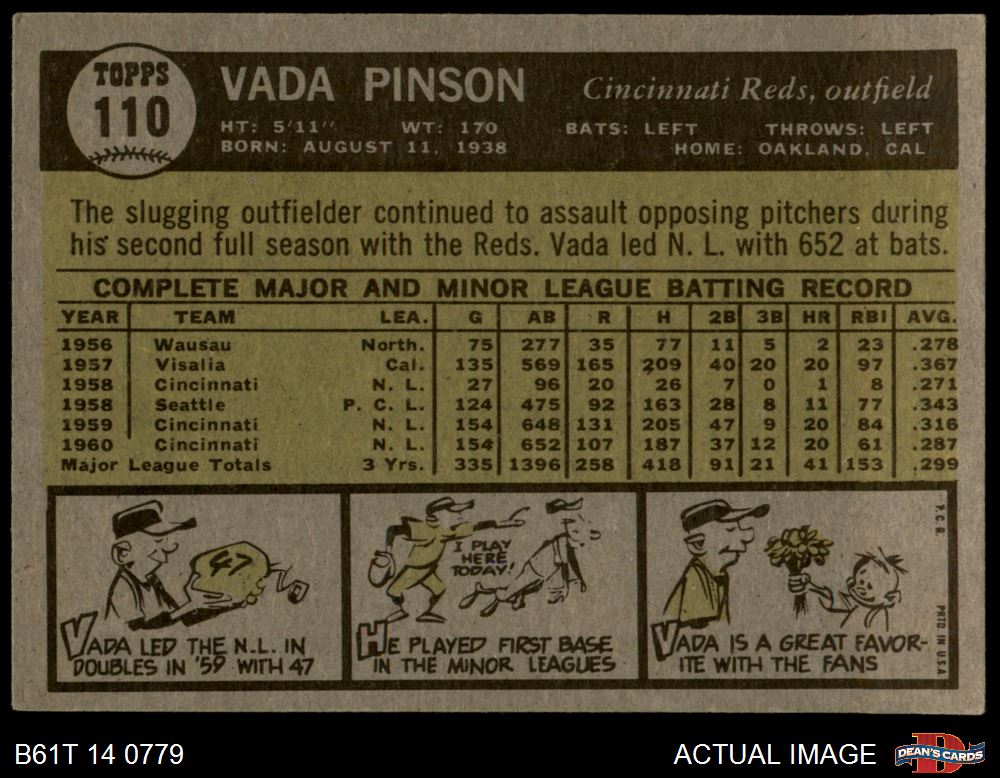 TOPPS
110
VADA PINSON
Cincinnati Reds, outfield
HT: 5'11" WT: 170 BATS: LEFT THROWS: LEFT
BORN: AUGUST 11, 1938 HOME: OAKLAND, CAL
The slugging outfielder continued to assault opposing pitchers during
his second full season with the Reds. Vada led N. L. with 652 at bats.
COMPLETE MAJOR AND MINOR LEAGUE BATTING RECORD
YEAR TEAM LEA. G AB R H 2B 3B HR RBI AVG.
1956 Wausau North. 75 277 35 77 11 5 2 23 .278
1957 Visalia Cal. 135 569 165 209 40 20 20 97 .367
1958 Cincinnati N. L. 27 96 20 26 7 0 1 8 .271
1958 Seattle P. C. L. 124 475 92 163 28 8 11 77 .343
1959 Cincinnati N. L. 154 648 131 205 47 9 20 84 .316
1960 Cincinnati N. L. 154 652 107 187 37 12 20 61 .287
Major League Totals 3 Yrs. 335 1396 258 418 91 21 41 153 .299
47
VADA LED THE N.L. IN
DOUBLES IN '59 WITH 47
I PLAY
HERE
TODAY!
HE PLAYED FIRST BASE
IN THE MINOR LEAGUES
VADA IS A GREAT FAVOR-
ITE WITH THE FANS
T.C.G. PRTD IN U.S.A.
B61T 14 0779
ACTUAL IMAGE
D
DEAN'S CARDS